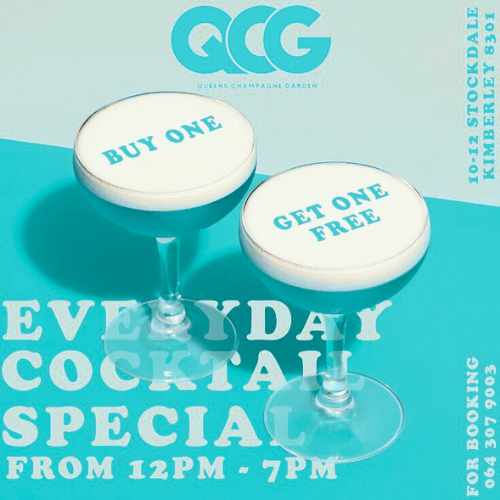 QCG
QUEENS CHAMPAGNE GARDEN
10-12 STOCKDALE
KIMBERLEY 8301
BUY ONE
GET ONE
FREE
EVERYDAY
COCKTAIL
SPECIAL
FROM 12PM - 7PM
FOR BOOKING
064 307 9003